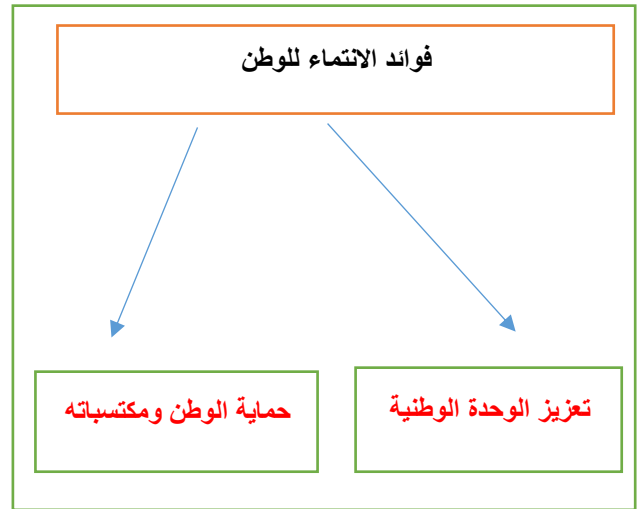 فوائد الانتماء للوطن
تعزيز الوحدة الوطنية
حماية الوطن ومكتسباته